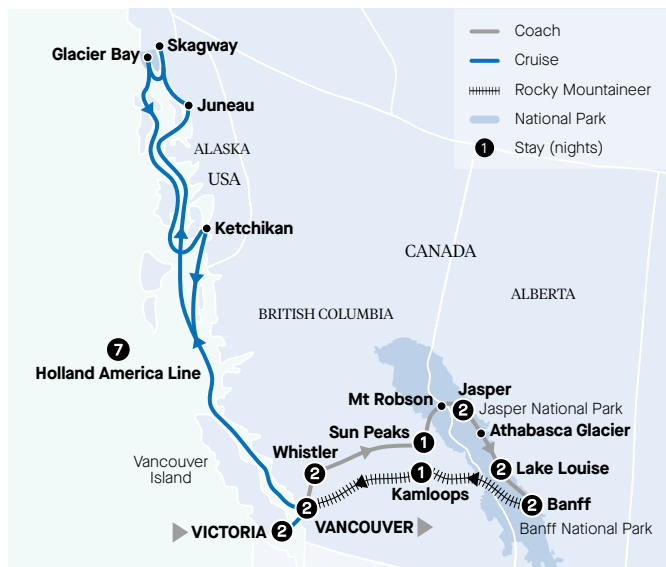 Skagway
Glacier Bay
Juneau
ALASKA
USA
Ketchikan
Coach
Cruise
Rocky Mountaineer
National Park
1 Stay (nights)
CANADA
ALBERTA
BRITISH COLUMBIA
7
Holland America Line
Mt Robson
Jasper
2
Jasper National Park
Athabasca Glacier
Sun Peaks
1
Whistler
2
Lake Louise
2
Vancouver
Island
1
Kamloops
2
Banff
Banff National Park
2
VANCOUVER
VICTORIA 2